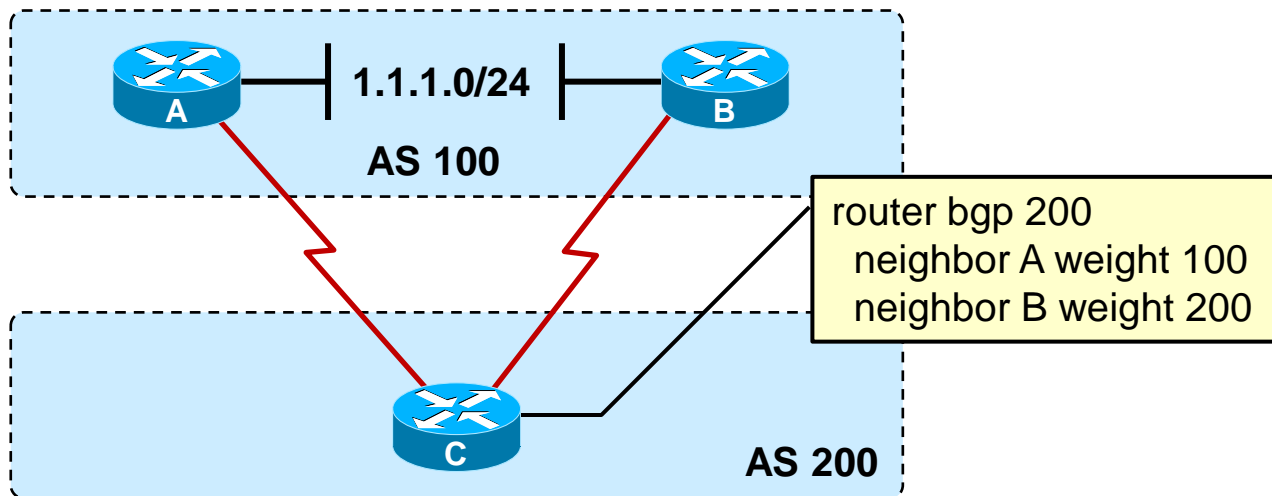 1.1.1.0/24
A
B
AS 100
router bgp 200
neighbor A weight 100
neighbor B weight 200
C
AS 200